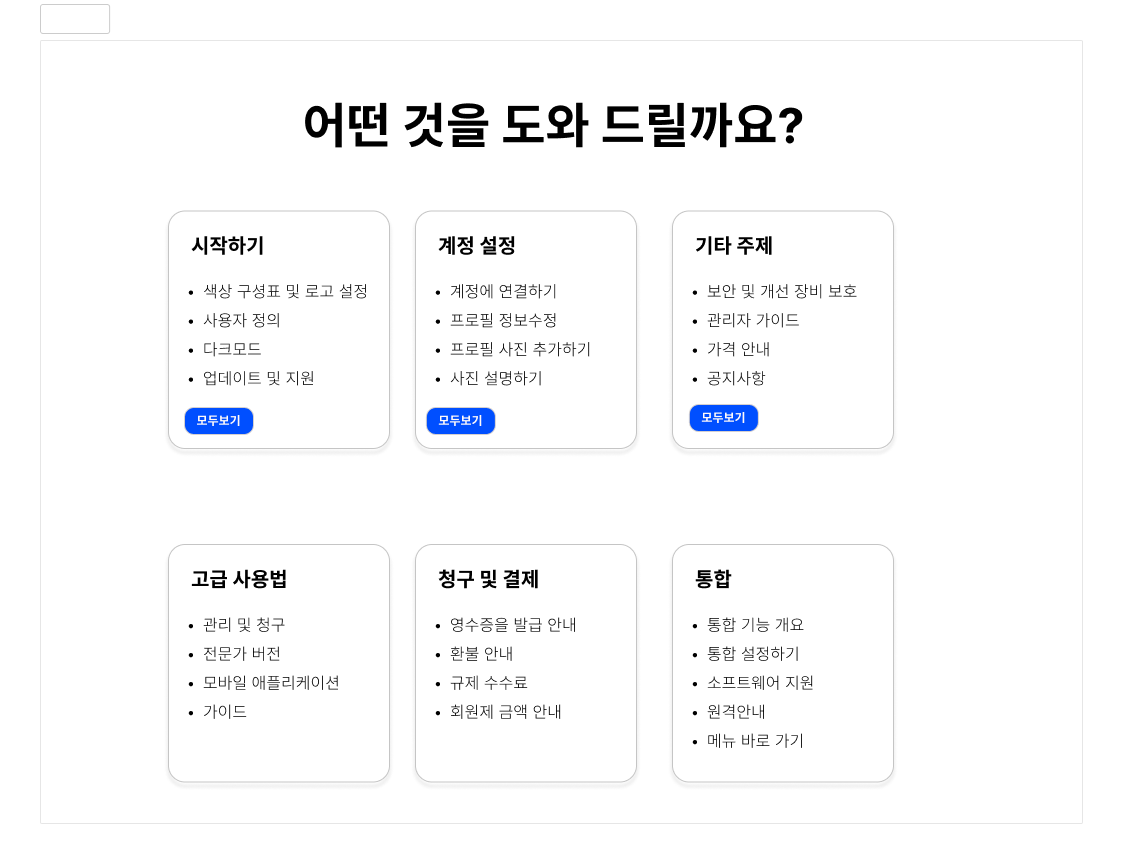 어떤 것을 도와 드릴까요?
시작하기
• 색상 구성표 및 로고 설정
• 사용자 정의
• 다크모드
• 업데이트 및 지원
모두보기
계정 설정
• 계정에 연결하기
• 프로필 정보수정
• 프로필 사진 추가하기
• 사진 설명하기
모두보기
기타 주제
• 보안 및 개선 장비 보호
• 관리자 가이드
• 가격 안내
• 공지사항
모두보기
고급 사용법
• 관리 및 청구
• 전문가 버전
• 모바일 애플리케이션
• 가이드
청구 및 결제
• 영수증을 발급 안내
• 환불 안내
• 규제 수수료
• 회원제 금액 안내
통합
• 통합 기능 개요
• 통합 설정하기
• 소프트웨어 지원
• 원격안내
• 메뉴 바로 가기